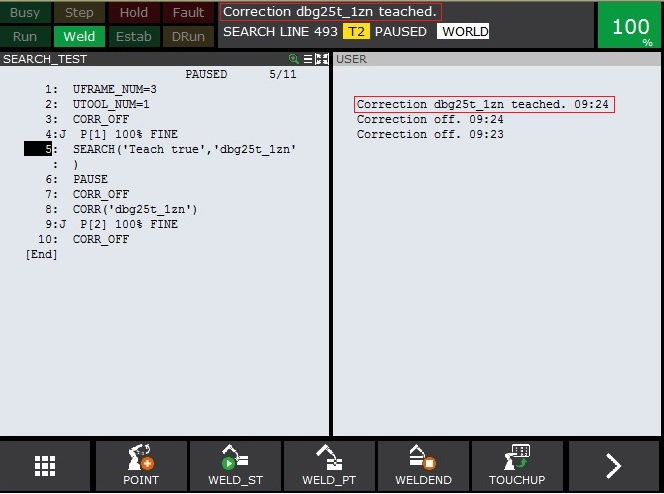 Busy Step Hold Fault
Run Weld Estab DRun
Correction dbg25t_1zn teached.
SEARCH LINE 493 T2 PAUSED WORLD
100
%
SEARCH_TEST
PAUSED 5/11
1: UFRAME_NUM=3
2: UTOOL_NUM=1
3: CORR_OFF
4:J P[1] 100% FINE
5: SEARCH('Teach true','dbg25t_1zn'
: )
6: PAUSE
7: CORR_OFF
8: CORR('dbg25t_1zn')
9:J P[2] 100% FINE
10: CORR_OFF
[End]
USER
Correction dbg25t_1zn teached. 09:24
Correction off. 09:24
Correction off. 09:23
POINT
WELD_ST
WELD_PT
WELDEND
TOUCHUP